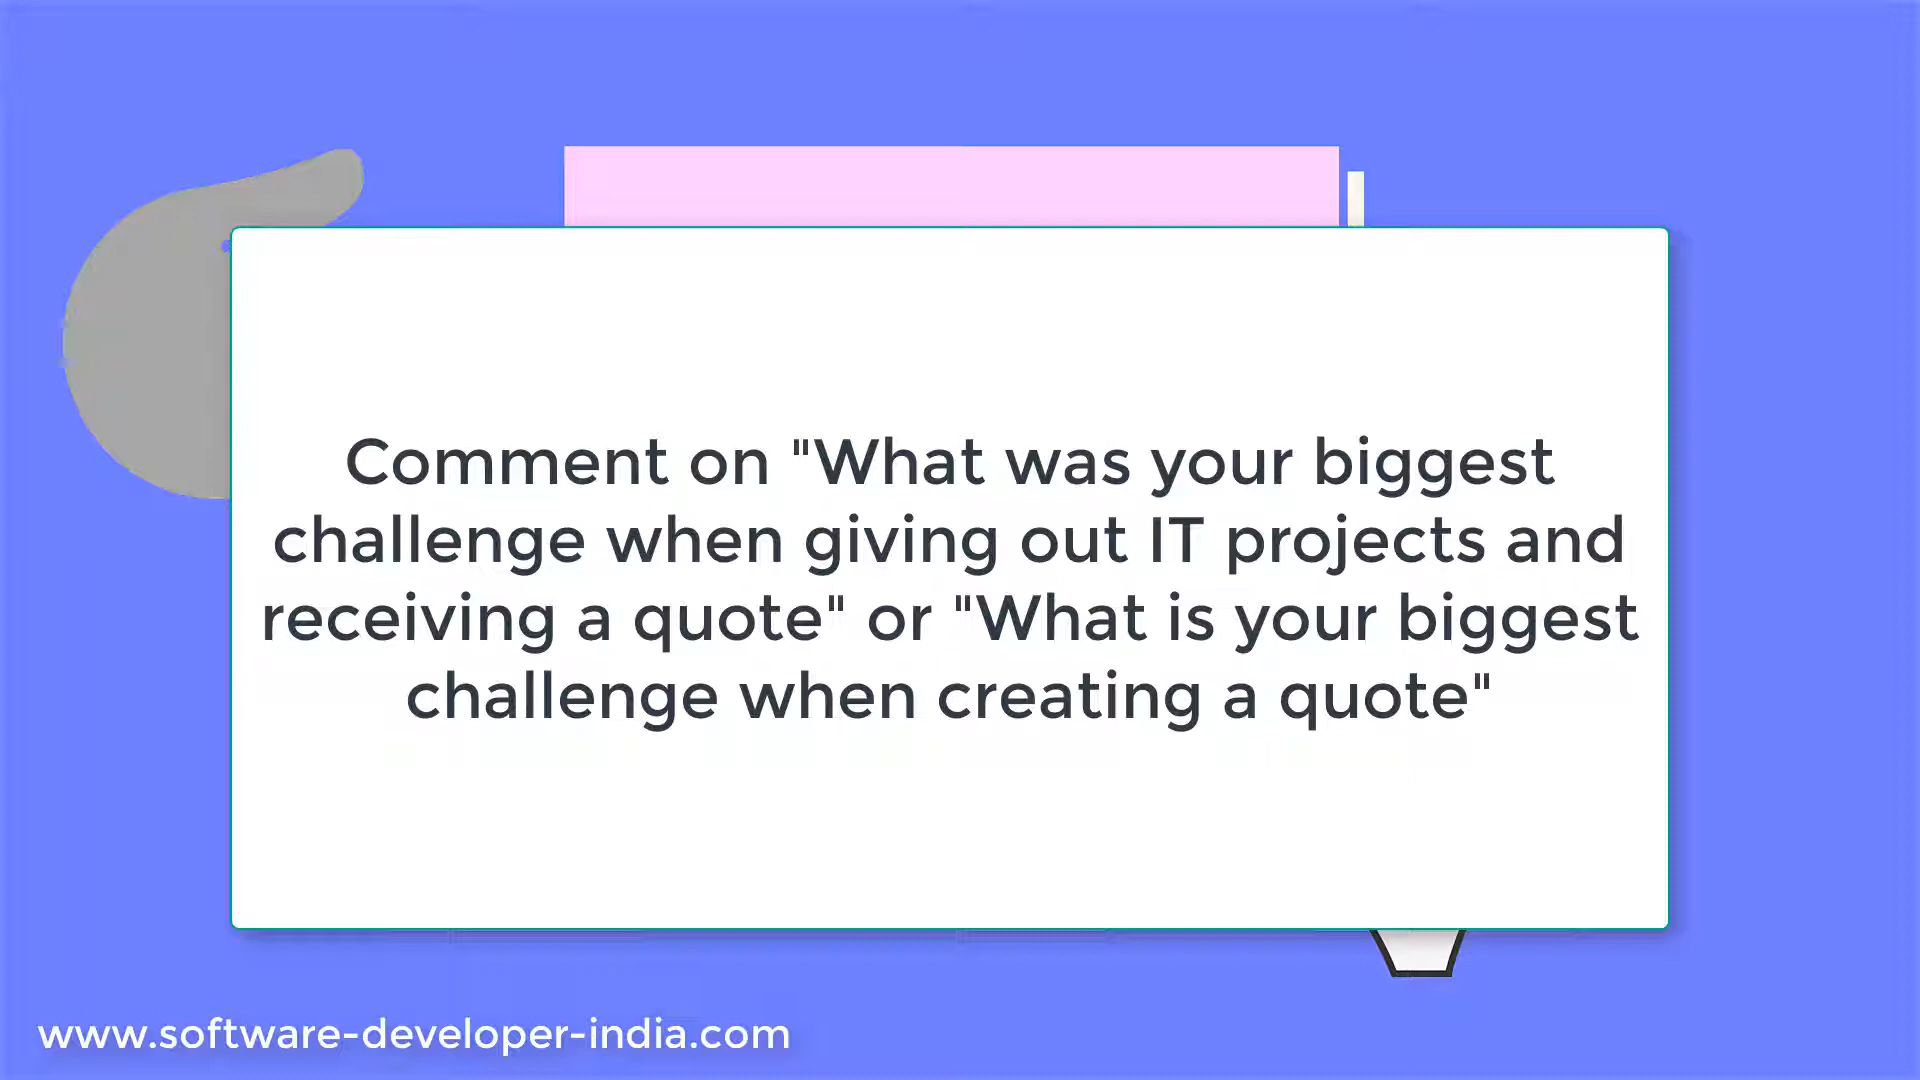 Comment on "What was your biggest
challenge when giving out IT projects and
receiving a quote" or "What is your biggest
challenge when creating a quote"
www.software-developer-india.com